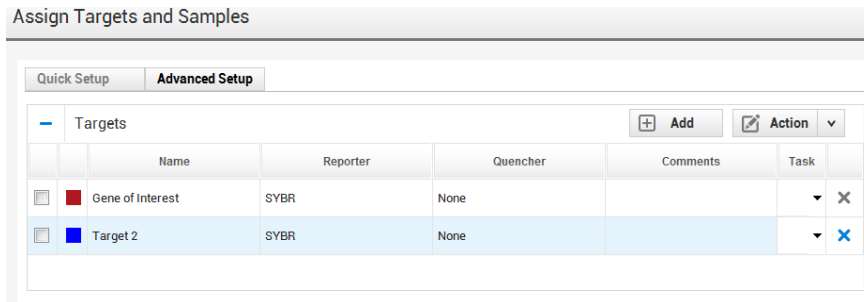 Assign Targets and Samples
Quick Setup Advanced Setup
Targets Add Action
Name Reporter Quencher Comments Task
Gene of Interest SYBR None
Target 2 SYBR None